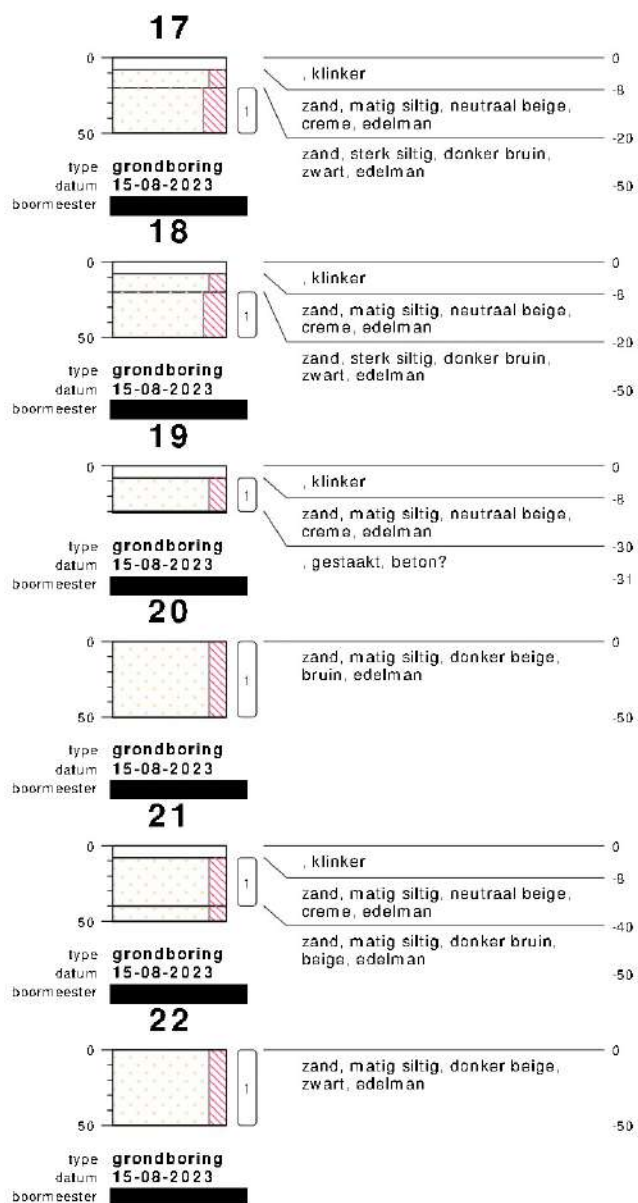 17
0
0
, klinker
-8
zand, matig siltig, neutraal beige,
creme, edelman
-20
1
zand, sterk siltig, donker bruin,
zwart, edelman
50
-50
type grondboring
datum 15-08-2023
boormeester
18
0
0
, klinker
-8
zand, matig siltig, neutraal beige,
creme, edelman
-20
1
zand, sterk siltig, donker bruin,
zwart, edelman
50
-50
type grondboring
datum 15-08-2023
boormeester
19
0
0
, klinker
-8
1
zand, matig siltig, neutraal beige,
creme, edelman
-30
, gestaakt, beton?
-31
type grondboring
datum 15-08-2023
boormeester
20
0
0
zand, matig siltig, donker beige,
bruin, edelman
1
50
-50
type grondboring
datum 15-08-2023
boormeester
21
0
0
, klinker
-8
1
zand, matig siltig, neutraal beige,
creme, edelman
-40
zand, matig siltig, donker bruin,
beige, edelman
50
-50
type grondboring
datum 15-08-2023
boormeester
22
0
0
zand, matig siltig, donker beige,
zwart, edelman
1
50
-50
type grondboring
datum 15-08-2023
boormeester